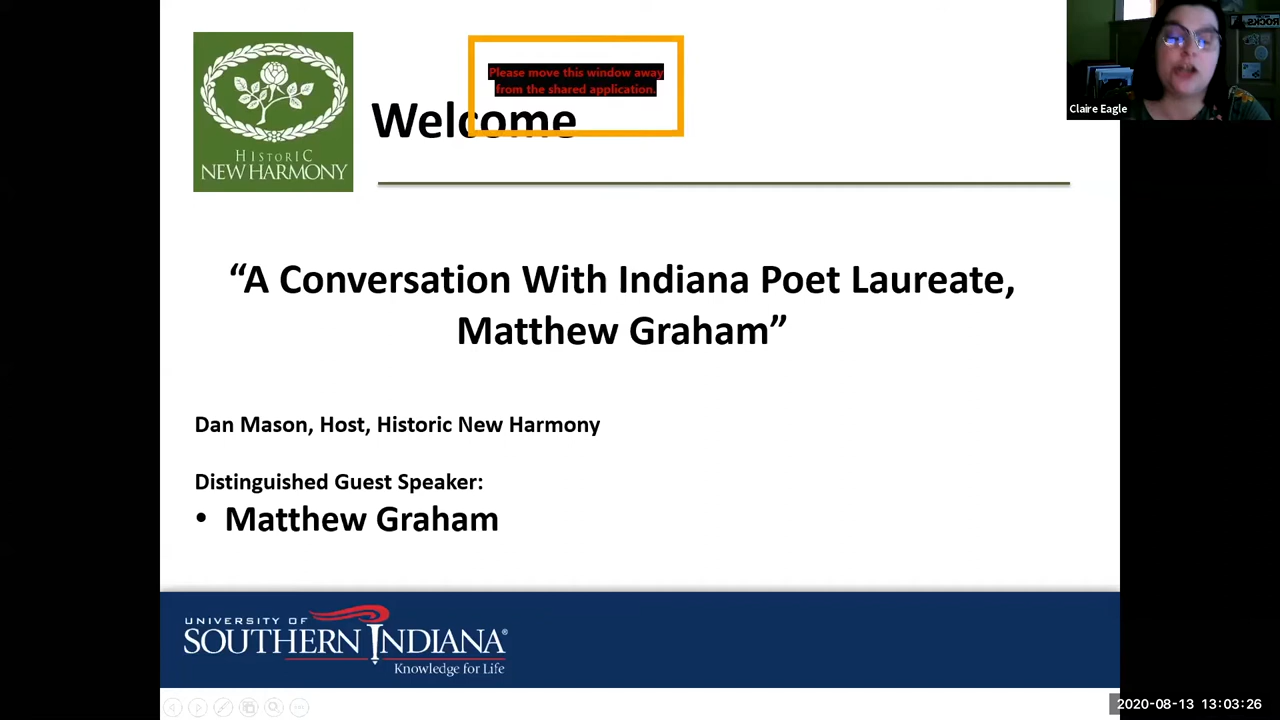 Please move this window away
from the shared application.
Welcome
HISTORIC
NEW HARMONY
Claire Eagle
“A Conversation With Indiana Poet Laureate,
Matthew Graham”
Dan Mason, Host, Historic New Harmony
Distinguished Guest Speaker:
• Matthew Graham
UNIVERSITY OF
SOUTHERN INDIANA®
Knowledge for Life
2020-08-13 13:03:26